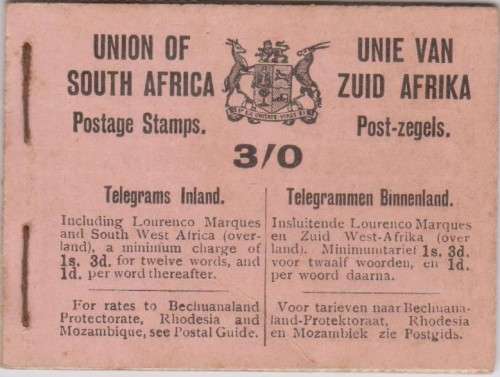 UNION OF
SOUTH AFRICA
Postage Stamps.
UNIE VAN
ZUID AFRIKA
Post-zegels.
3/0
Telegrams Inland.
Including Lourenco Marques
and South West Africa (over-
land), a minimum charge of
1s. 3d. for twelve words, and
1d. per word thereafter.
For rates to Bechuanaland
Protectorate, Rhodesia and
Mozambique, see Postal Guide.
Telegrammen Binnenland.
Insluitende Lourenco Marques
en Zuid West-Afrika (over
land). Minimumtarief 1s. 3d.
voor twaalf woorden, en 1d.
per woord daarna.
Voor tarieven naar Bechuana-
land-Protektoraat, Rhodesia
en Mozambiek zie Postgids.